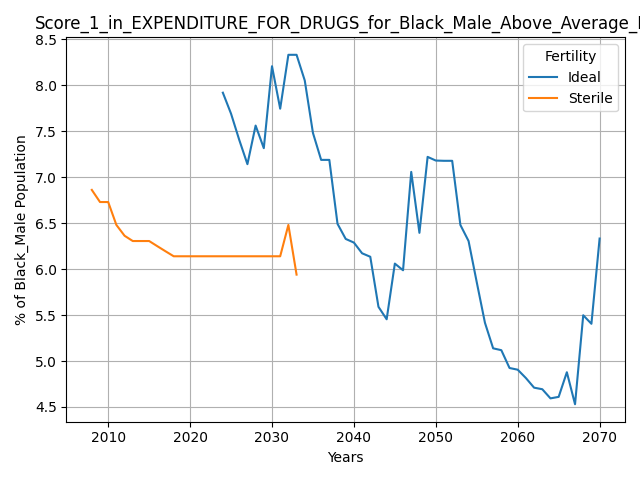 Score_1_in_EXPENDITURE_FOR_DRUGS_for_Black_Male_Above_Average_
8.5
8.0
7.5
7.0
6.5
6.0
5.5
5.0
4.5
% of Black_Male Population
Fertility
Ideal
Sterile
2010 2020 2030 2040 2050 2060 2070
Years